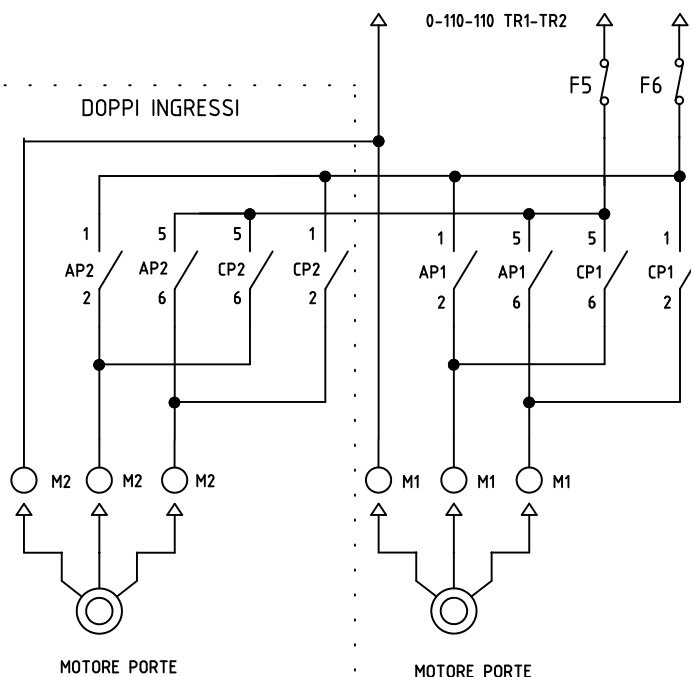 0-110-110 TR1-TR2
F5 F6
DOPPI INGRESSI
1 5 5 1 1 5 5 1
AP2 AP2 CP2 CP2 AP1 AP1 CP1 CP1
2 6 6 2 2 6 6 2
M2 M2 M2 M1 M1 M1
MOTORE PORTE MOTORE PORTE